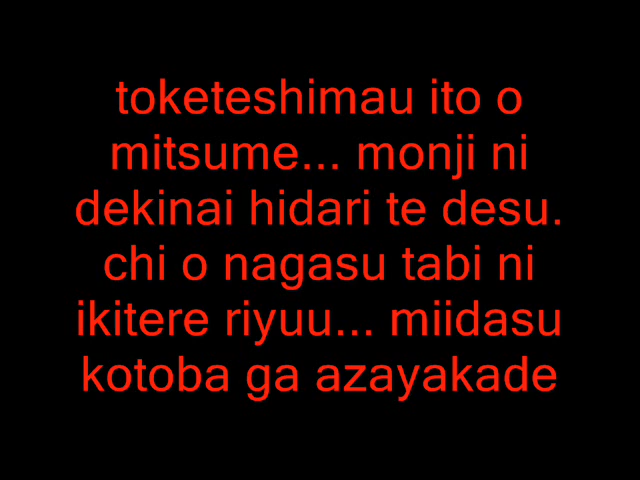 toketeshimau ito o
mitsume... monji ni
dekinai hidari te desu.
chi o nagasu tabi ni
ikitere riyuu... miidasu
kotoba ga azayakade